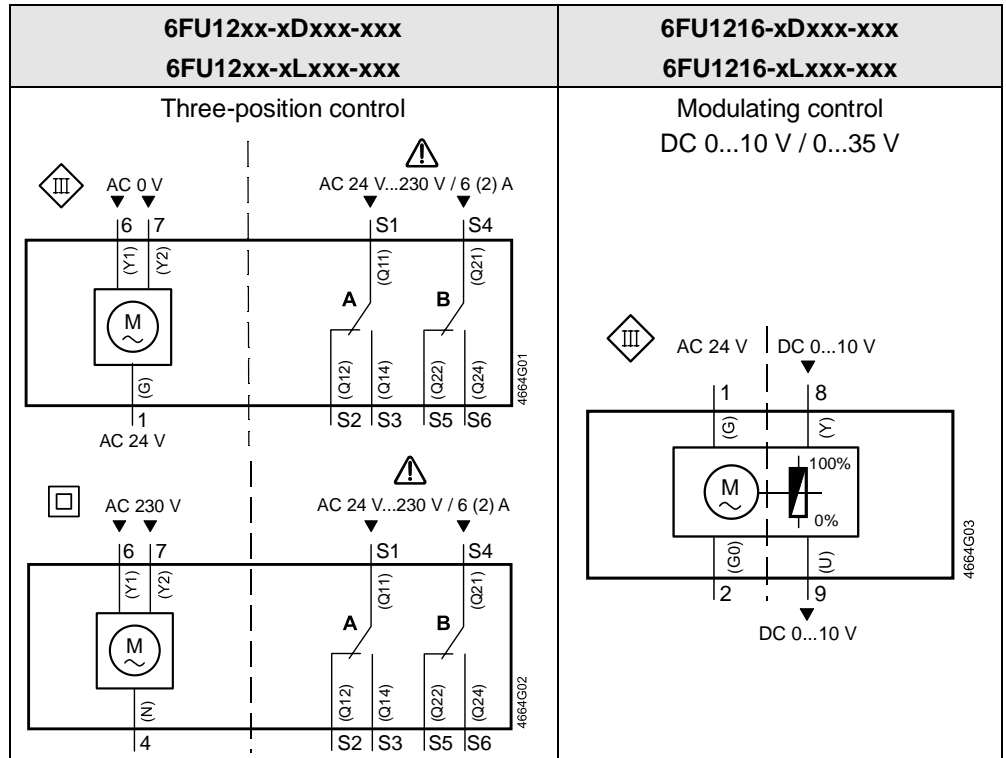 6FU12xx-xDxxx-xxx
6FU12xx-xLxxx-xxx
6FU1216-xDxxx-xxx
6FU1216-xLxxx-xxx
Three-position control
III
AC 0 V
AC 24 V...230 V / 6 (2) A
6 7
S1 S4
(Y1) (Y2)
(Q11) (Q21)
A B
M
(G)
(Q12) (Q14) (Q22) (Q24)
4664G01
1
S2 S3 S5 S6
AC 24 V
AC 230 V
AC 24 V...230 V / 6 (2) A
6 7
S1 S4
(Y1) (Y2)
(Q11) (Q21)
A B
M
(N)
(Q12) (Q14) (Q22) (Q24)
4664G02
4
S2 S3 S5 S6
Modulating control
DC 0...10 V / 0...35 V
III
AC 24 V DC 0...10 V
1 8
(G) (Y)
100%
M
0%
(G0) (U)
4664G03
2 9
DC 0...10 V